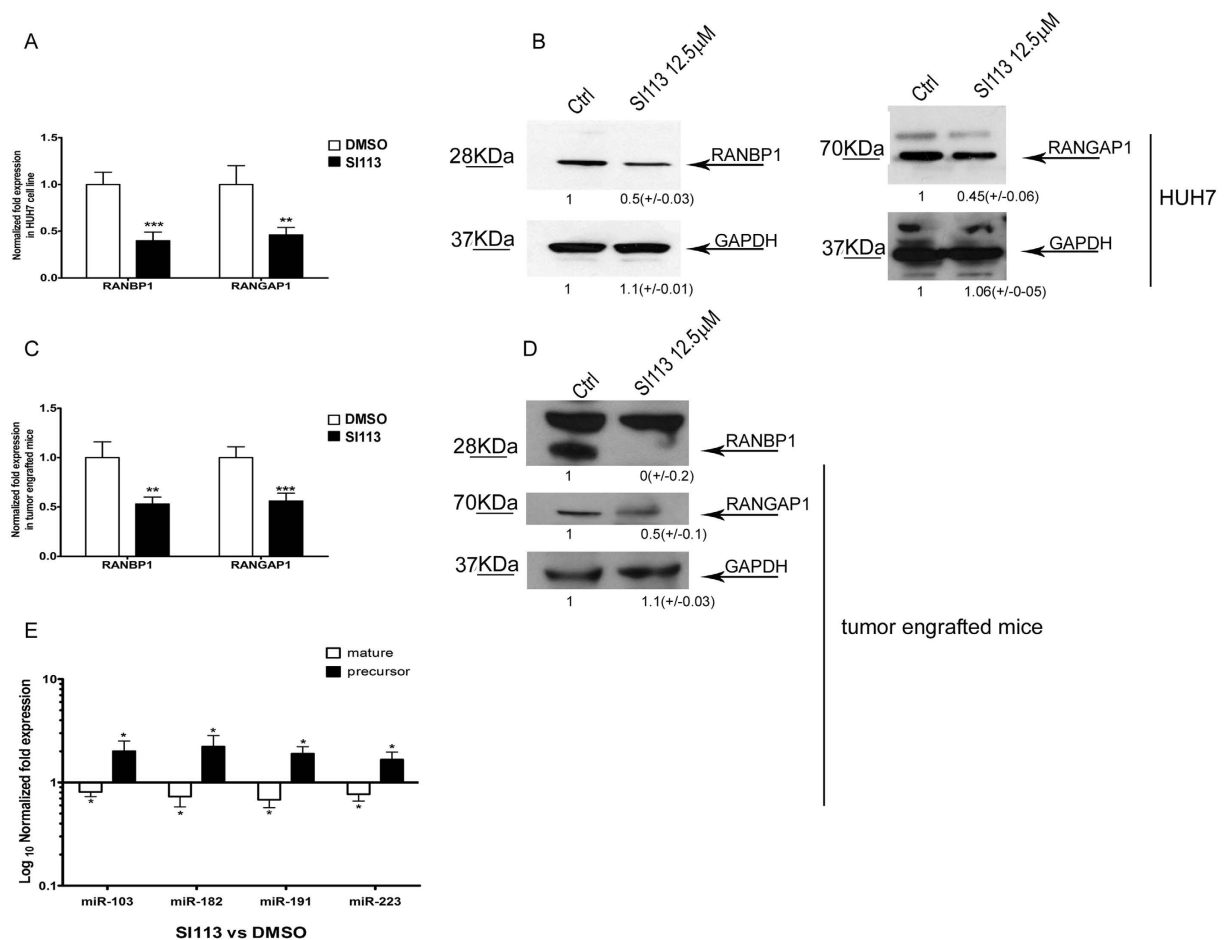 A
Normalized fold expression
in HUH7 cell line
1.5
1.0
0.5
0.0
DMSO
SI113
***
**
RANBP1
RANGAP1
B
Ctrl
SI113 12.5µM
28KDa
RANBP1
1
0.5(+/-0.03)
37KDa
GAPDH
1
1.1(+/-0.01)
Ctrl
SI113 12.5µM
70KDa
RANGAP1
1
0.45(+/-0.06)
37KDa
GAPDH
1
1.06(+/-0-05)
HUH7
C
Normalized fold expression
in tumor engrafted mice
1.5
1.0
0.5
0.0
DMSO
SI113
**
***
RANBP1
RANGAP1
D
Ctrl
SI113 12.5µM
28KDa
RANBP1
1
0(+/-0.2)
70KDa
RANGAP1
1
0.5(+/-0.1)
37KDa
GAPDH
1
1.1(+/-0.03)
tumor engrafted mice
E
mature
precursor
Log 10 Normalized fold expression
10
1
0.1
*
*
*
*
*
*
*
*
miR-103
miR-182
miR-191
miR-223
SI113 vs DMSO